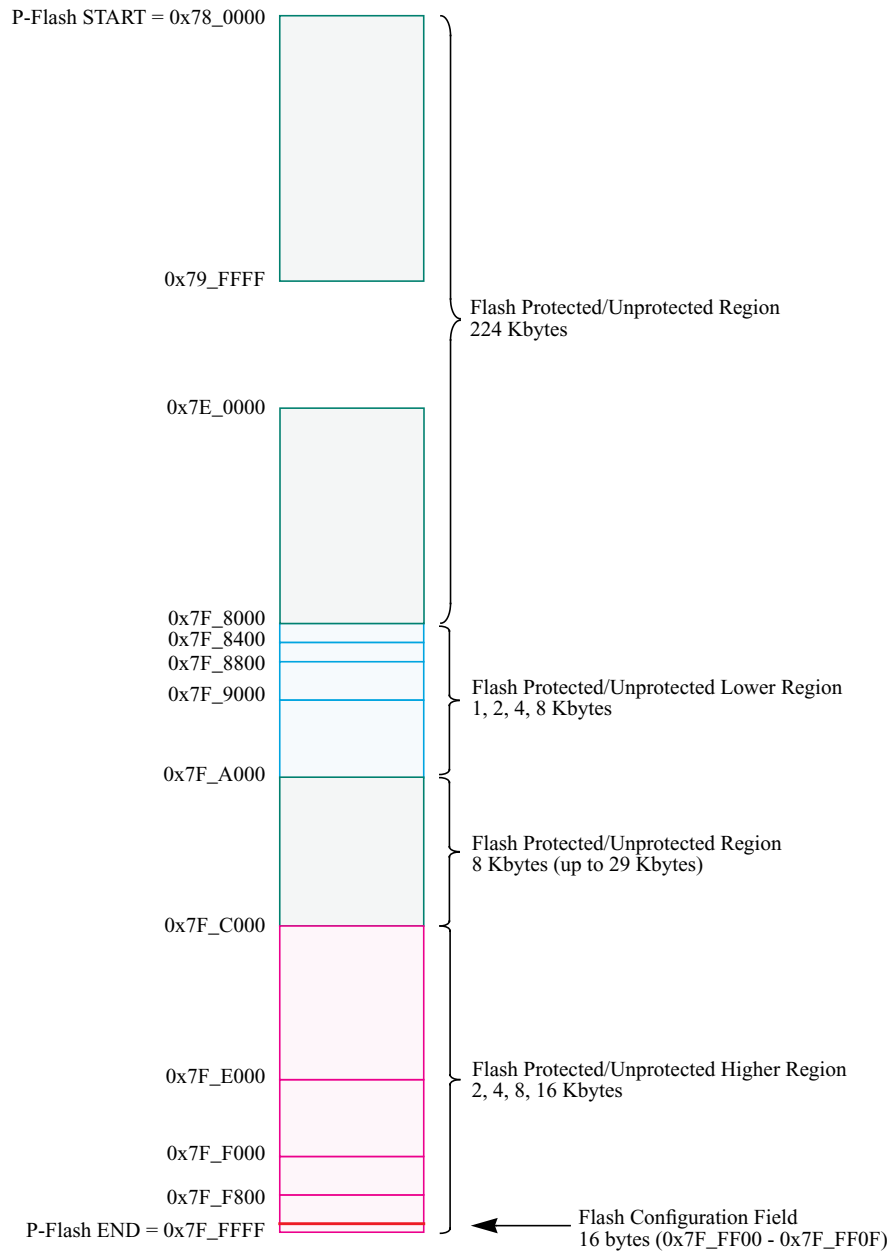 P-Flash START = 0x78_0000
0x79_FFFF
Flash Protected/Unprotected Region
224 Kbytes
0x7E_0000
0x7F_8000
0x7F_8400
0x7F_8800
0x7F_9000
Flash Protected/Unprotected Lower Region
1, 2, 4, 8 Kbytes
0x7F_A000
Flash Protected/Unprotected Region
8 Kbytes (up to 29 Kbytes)
0x7F_C000
Flash Protected/Unprotected Higher Region
2, 4, 8, 16 Kbytes
0x7F_E000
0x7F_F000
0x7F_F800
P-Flash END = 0x7F_FFFF
Flash Configuration Field
16 bytes (0x7F_FF00 - 0x7F_FF0F)